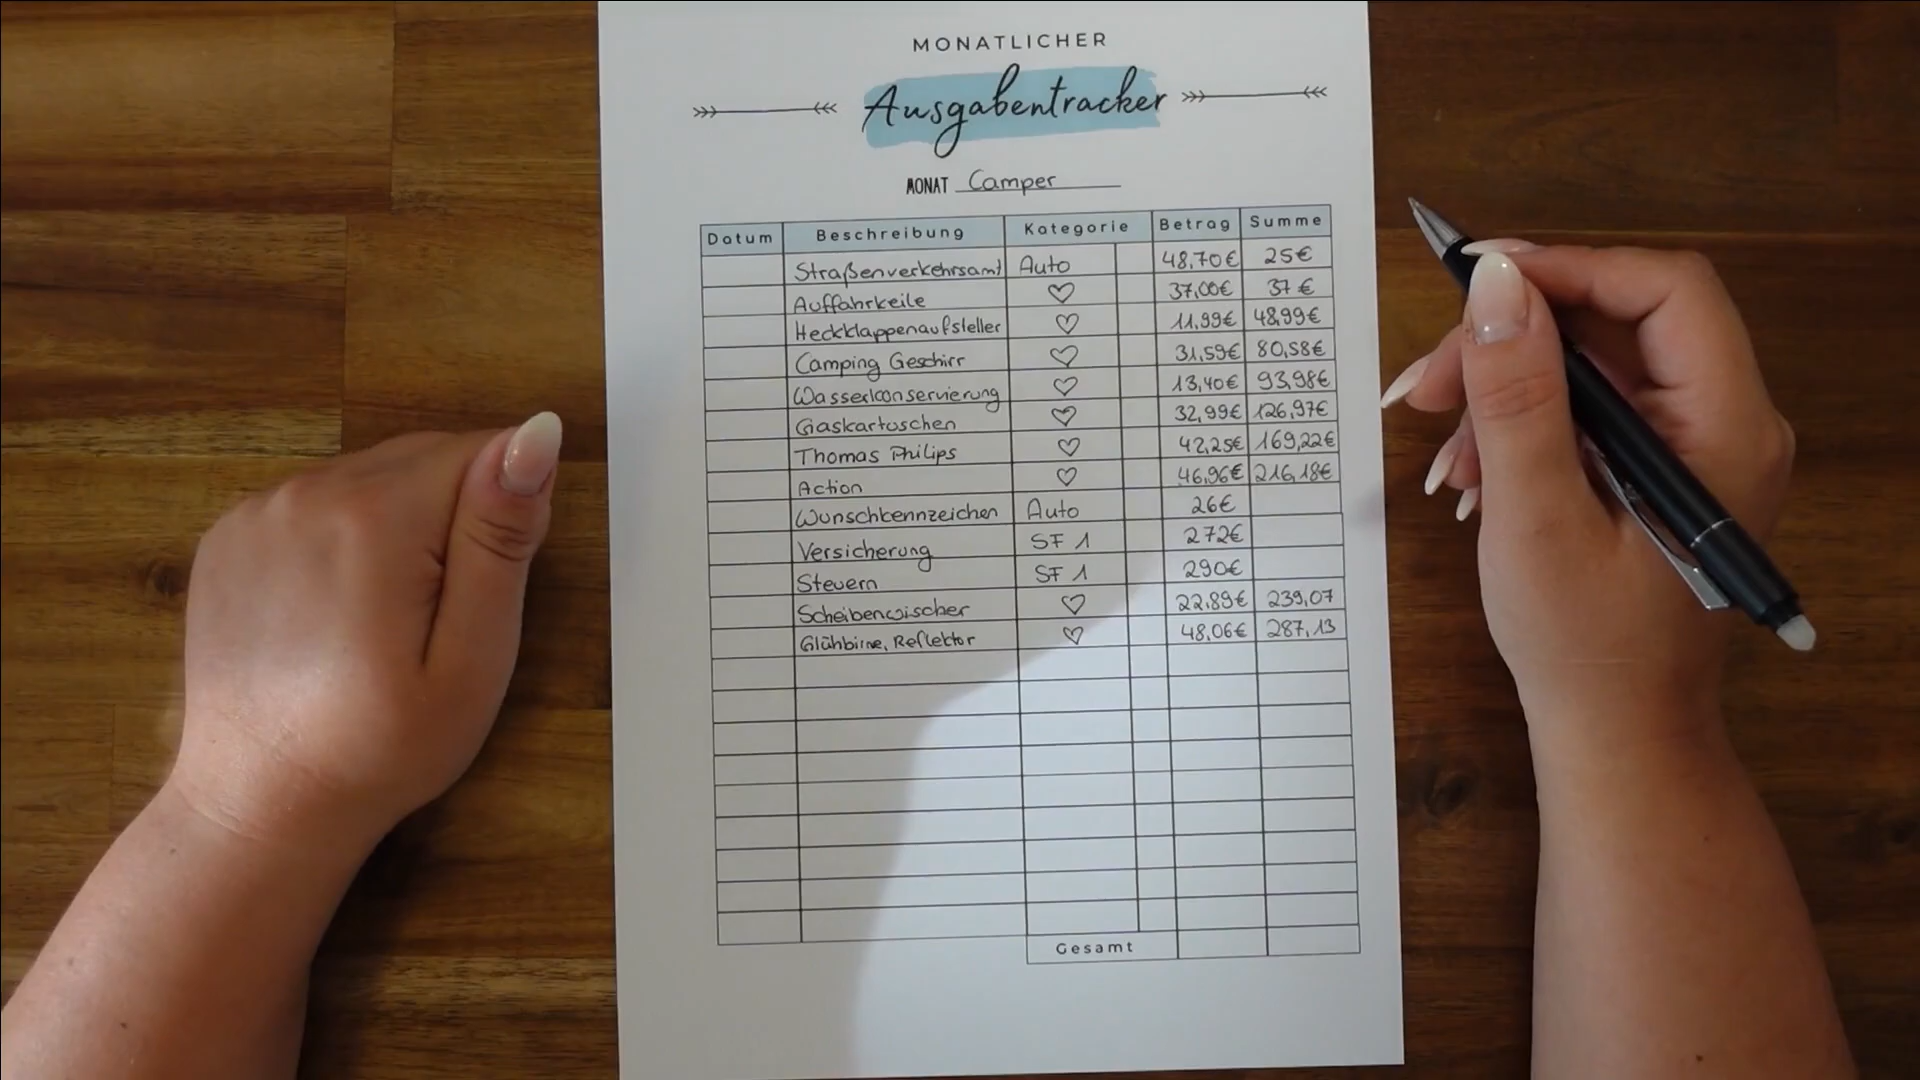 MONATLICHER
Ausgabentracker
MONAT Camper
Datum Beschreibung Kategorie Betrag Summe
Straßenverkehrsamt Auto 48,70€ 25€
Auffahrkeile ♡ 37,00€ 37 €
Heckklappenaufsteller ♡ 11,99€ 48,99€
Camping Geschirr ♡ 31,59€ 80,58€
Wasserkonservierung ♡ 13,40€ 93,98€
Gaskartuschen ♡ 32,99€ 126,97€
Thomas Philips ♡ 42,25€ 169,22€
Action ♡ 46,96€ 216,18€
Wunschkennzeichen Auto 26€
Versicherung SF 1 272€
Steuern SF 1 290€
Scheibenwischer ♡ 22,89€ 239,07
Glühbirne, Reflektor ♡ 48,06€ 287,13
Gesamt